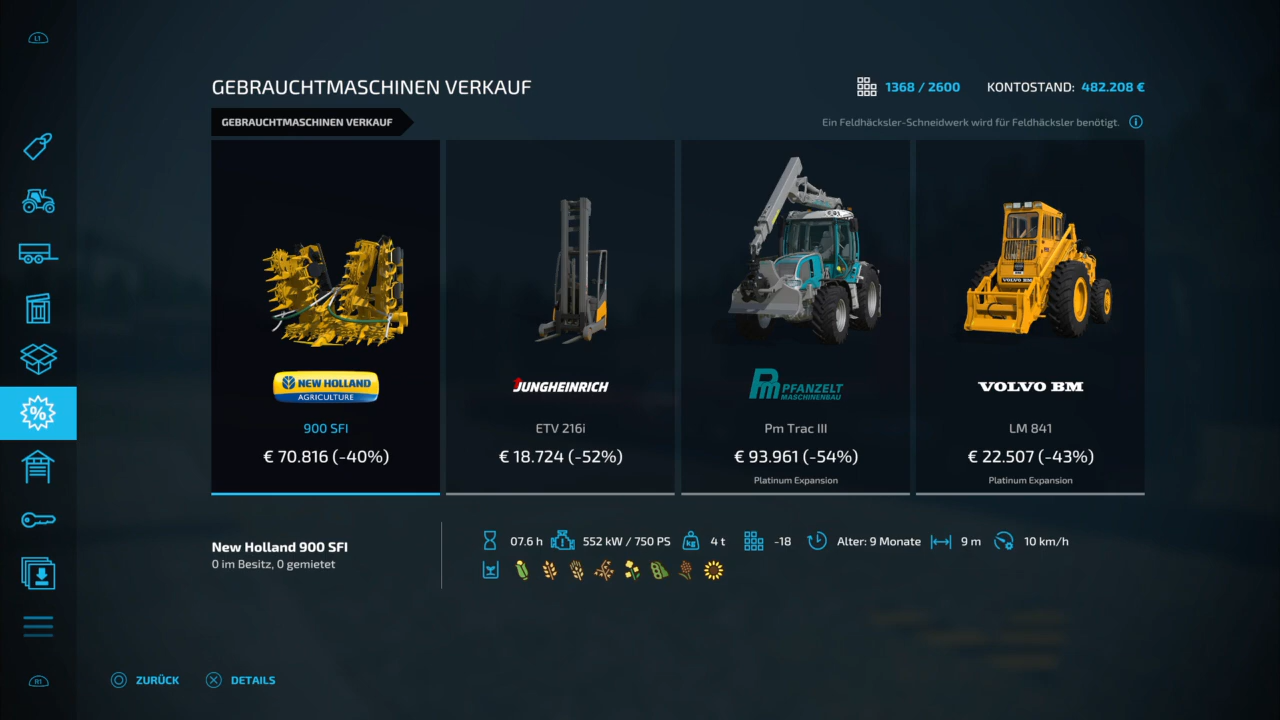 L1
GEBRAUCHTMASCHINEN VERKAUF
1368 / 2600
KONTOSTAND: 482.208 €
GEBRAUCHTMASCHINEN VERKAUF
Ein Feldhäcksler-Schneidwerk wird für Feldhäcksler benötigt.
NEW HOLLAND
AGRICULTURE
900 SFI
€ 70.816 (-40%)
JUNGHEINRICH
ETV 216i
€ 18.724 (-52%)
Pm PFANZELT
MASCHINENBAU
Pm Trac III
€ 93.961 (-54%)
Platinum Expansion
VOLVO BM
VOLVO BM
LM 841
€ 22.507 (-43%)
Platinum Expansion
%
New Holland 900 SFI
0 im Besitz, 0 gemietet
07.6 h
552 kW / 750 PS
kg
4 t
-18
Alter: 9 Monate
9 m
10 km/h
ZURÜCK
DETAILS
R1